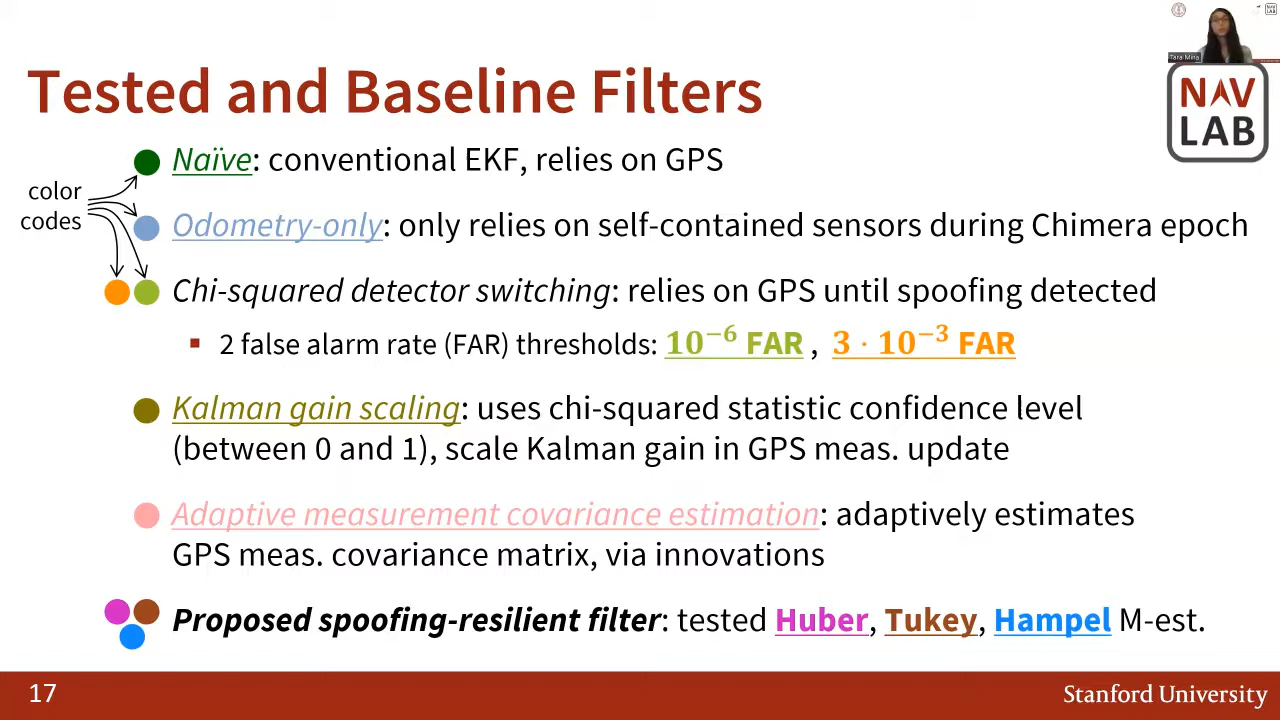 Tara Mina
Tested and Baseline Filters
NAV
LAB
Naïve: conventional EKF, relies on GPS
color
codes
Odometry-only: only relies on self-contained sensors during Chimera epoch
Chi-squared detector switching: relies on GPS until spoofing detected
▪ 2 false alarm rate (FAR) thresholds: 10⁻⁶ FAR , 3 · 10⁻³ FAR
Kalman gain scaling: uses chi-squared statistic confidence level
(between 0 and 1), scale Kalman gain in GPS meas. update
Adaptive measurement covariance estimation: adaptively estimates
GPS meas. covariance matrix, via innovations
Proposed spoofing-resilient filter: tested Huber, Tukey, Hampel M-est.
17
Stanford University